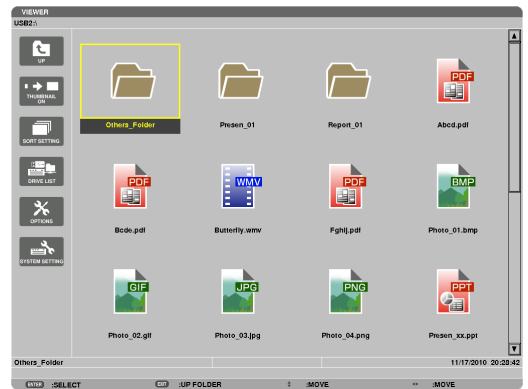 VIEWER
USB2:\
UP
THUMBNAIL
ON
SORT SETTING
DRIVE LIST
OPTIONS
SYSTEM SETTING
Others_Folder
Presen_01
Report_01
PDF
Abcd.pdf
PDF
Bcde.pdf
WMV
Butterfly.wmv
PDF
Fghij.pdf
BMP
Photo_01.bmp
GIF
Photo_02.gif
JPG
Photo_03.jpg
PNG
Photo_04.png
PPT
Presen_xx.ppt
Others_Folder
11/17/2010 20:28:42
ENTER :SELECT EXIT :UP FOLDER :MOVE :MOVE